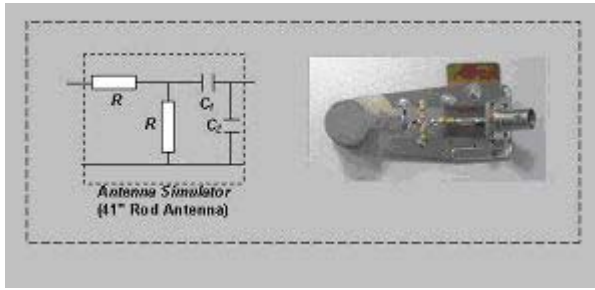 R
C1
R
C2
Antenna Simulator
(41" Rod Antenna)